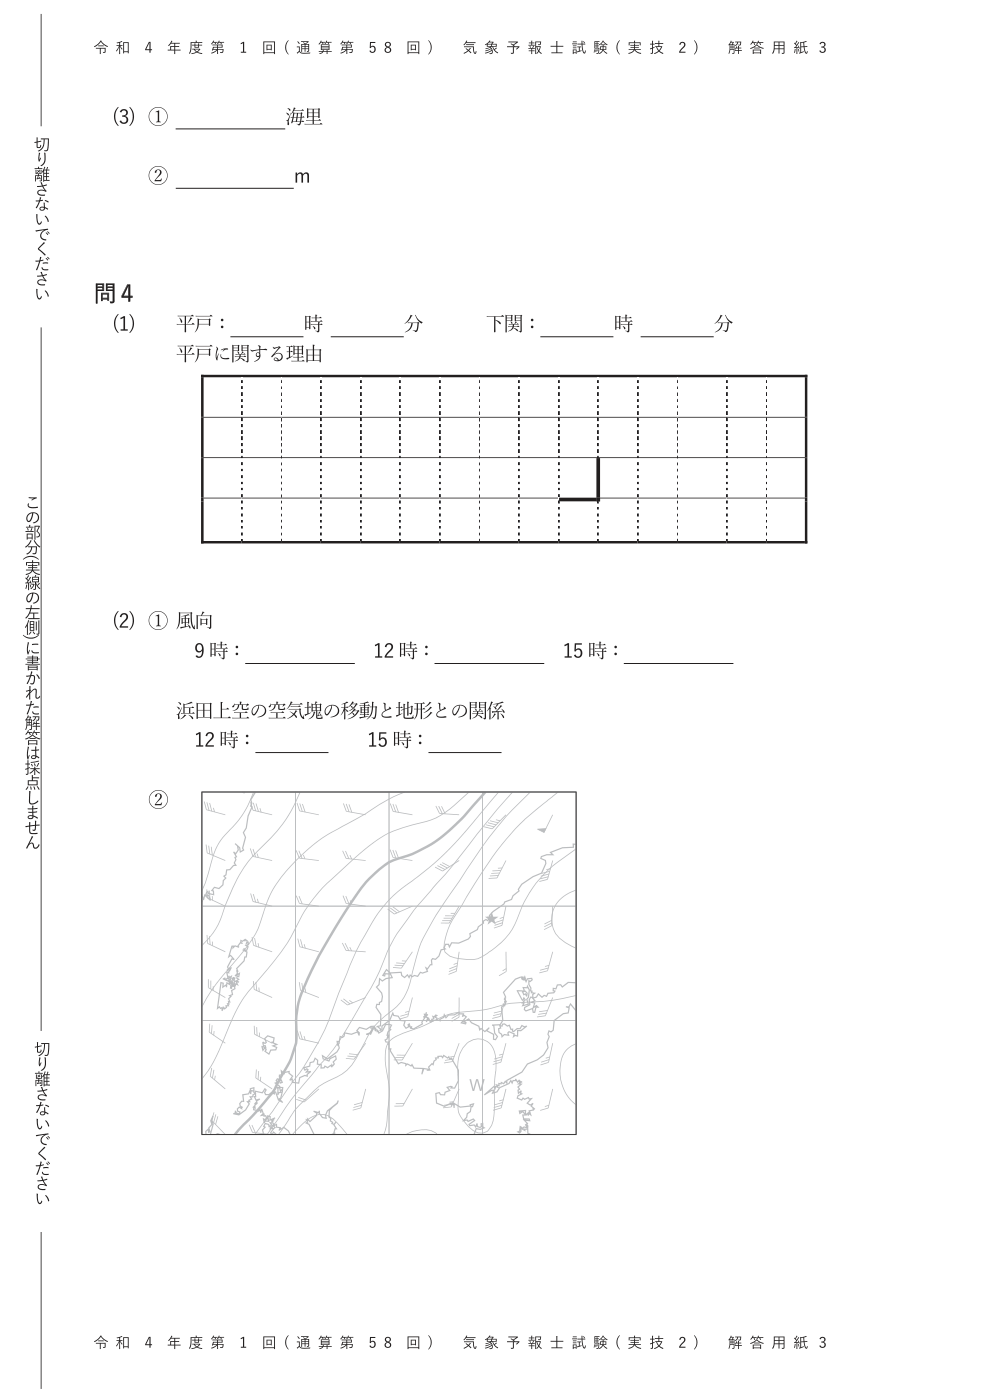 令和4年度第1回(通算第58回) 気象予報士試験(実技2) 解答用紙3
(3) ① 海里
② m
問4
(1) 平戸： 時 分 下関： 時 分
平戸に関する理由
(2) ① 風向
9時： 12時： 15時：
浜田上空の空気塊の移動と地形との関係
12時： 15時：
②
W
令和4年度第1回(通算第58回) 気象予報士試験(実技2) 解答用紙3
切り離さないでください
この部分(実線の左側)に書かれた解答は採点しません
切り離さないでください